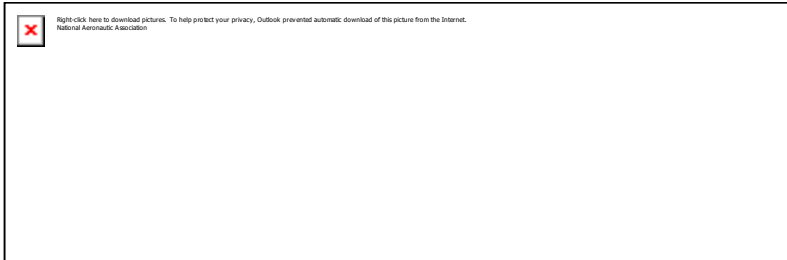 Right-click here to download pictures. To help protect your privacy, Outlook prevented automatic download of this picture from the Internet.
National Aeronautic Association